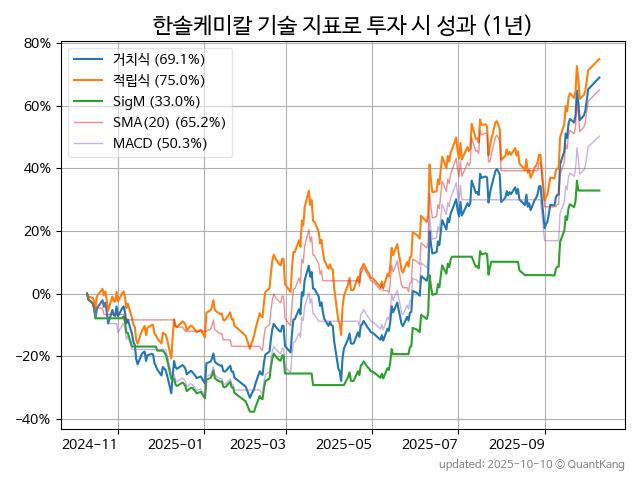 한솔케미칼 기술 지표로 투자 시 성과 (1년)
80%
60%
40%
20%
0%
−20%
−40%
거치식 (69.1%)
적립식 (75.0%)
SigM (33.0%)
SMA(20) (65.2%)
MACD (50.3%)
2024-11 2025-01 2025-03 2025-05 2025-07 2025-09
updated: 2025-10-10 © QuantKang